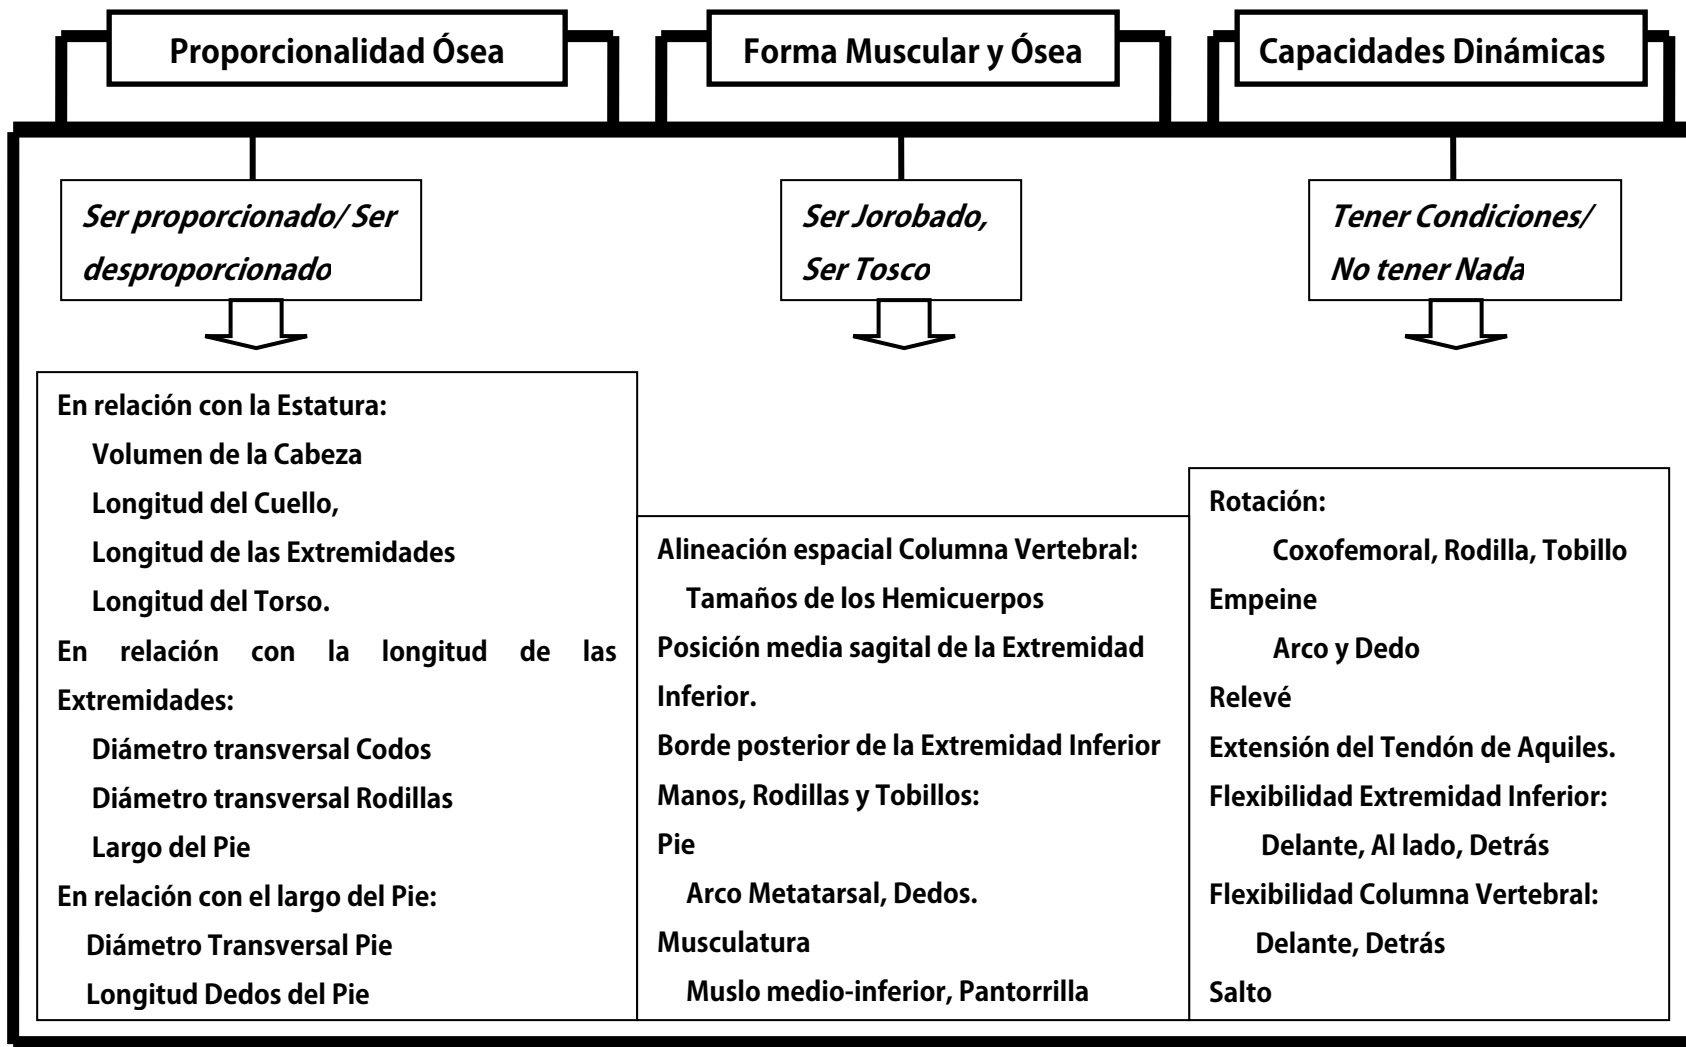 Proporcionalidad Ósea
Forma Muscular y Ósea
Capacidades Dinámicas
Ser proporcionado/ Ser
desproporcionado
Ser Jorobado,
Ser Tosco
Tener Condiciones/
No tener Nada
En relación con la Estatura:
Volumen de la Cabeza
Longitud del Cuello,
Longitud de las Extremidades
Longitud del Torso.
En relación con la longitud de las
Extremidades:
Diámetro transversal Codos
Diámetro transversal Rodillas
Largo del Pie
En relación con el largo del Pie:
Diámetro Transversal Pie
Longitud Dedos del Pie
Alineación espacial Columna Vertebral:
Tamaños de los Hemicuerpos
Posición media sagital de la Extremidad
Inferior.
Borde posterior de la Extremidad Inferior
Manos, Rodillas y Tobillos:
Pie
Arco Metatarsal, Dedos.
Musculatura
Muslo medio-inferior, Pantorrilla
Rotación:
Coxofemoral, Rodilla, Tobillo
Empeine
Arco y Dedo
Relevé
Extensión del Tendón de Aquiles.
Flexibilidad Extremidad Inferior:
Delante, Al lado, Detrás
Flexibilidad Columna Vertebral:
Delante, Detrás
Salto